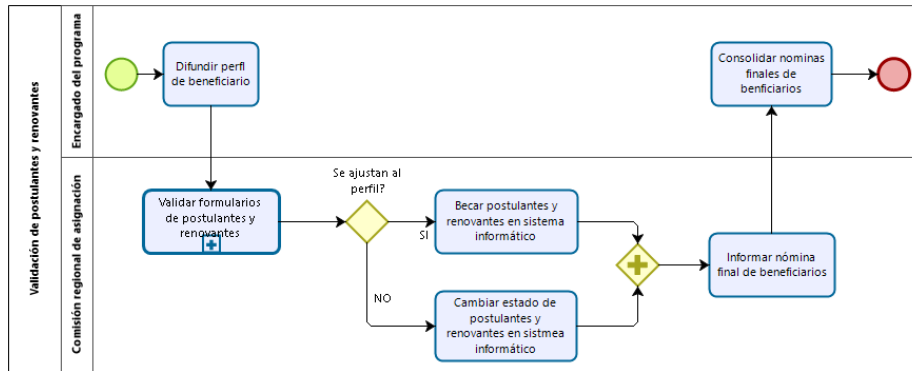 Validación de postulantes y renovantes
Encargado del programa
Difundir perfl
de beneficiario
Consolidar nominas
finales de
benficiarios
Comisión regional de asignación
Validar formularios
de postulantes y
renovantes
Se ajustan al
perfil?
SI
NO
Becar postulantes y
renovantes en sistema
informático
Cambiar estado de
postulantes y
renovantes en sistmea
informático
Informar nómina
final de beneficiarios